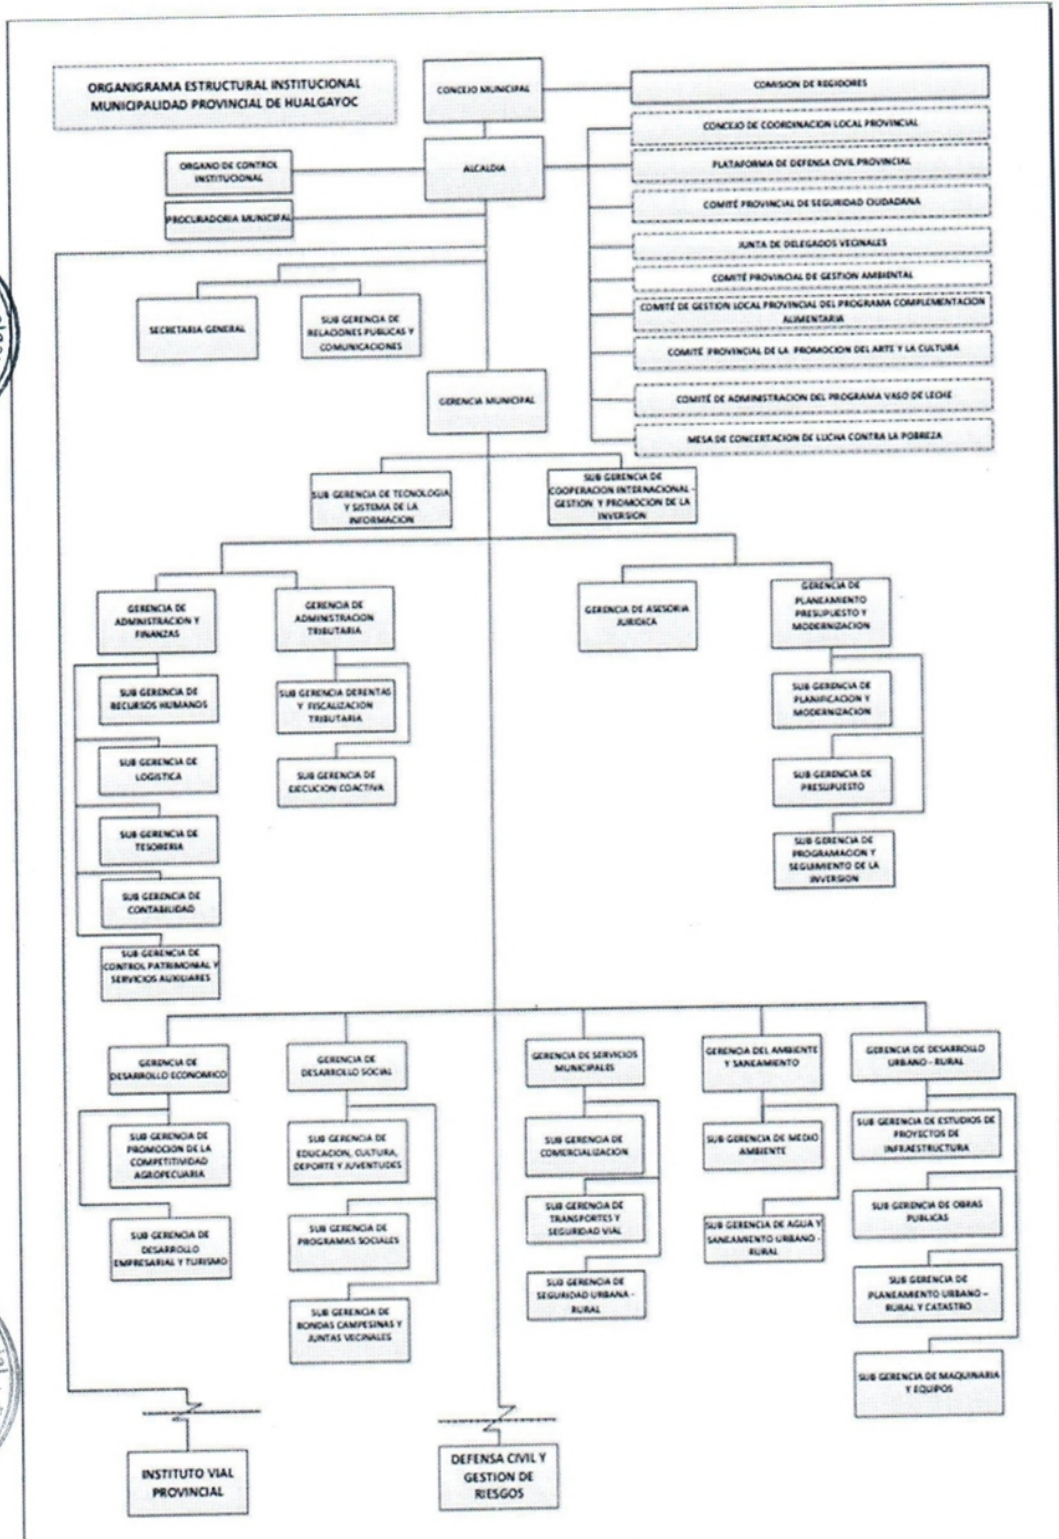 ORGANIGRAMA ESTRUCTURAL INSTITUCIONAL
MUNICIPALIDAD PROVINCIAL DE HUALGAYOC
CONCEJO MUNICIPAL
COMISION DE REGIDORES
CONCEJO DE COORDINACION LOCAL PROVINCIAL
ALCALDIA
PLATAFORMA DE DEFENSA CIVIL PROVINCIAL
ORGANO DE CONTROL
INSTITUCIONAL
COMITÉ PROVINCIAL DE SEGURIDAD CIUDADANA
PROCURADORIA MUNICIPAL
JUNTA DE DELEGADOS VECINALES
COMITÉ PROVINCIAL DE GESTION AMBIENTAL
COMITÉ DE GESTION LOCAL PROVINCIAL DEL PROGRAMA COMPLEMENTACION
ALIMENTARIA
SECRETARIA GENERAL
SUB GERENCIA DE
RELACIONES PUBLICAS Y
COMUNICACIONES
COMITÉ PROVINCIAL DE LA PROMOCION DEL ARTE Y LA CULTURA
GERENCIA MUNICIPAL
COMITÉ DE ADMINISTRACION DEL PROGRAMA VASO DE LECHE
MESA DE CONCERTACION DE LUCHA CONTRA LA POBREZA
SUB GERENCIA DE TECNOLOGIA
Y SISTEMA DE LA
INFORMACION
SUB GERENCIA DE
COOPERACION INTERNACIONAL -
GESTION Y PROMOCION DE LA
INVERSION
GERENCIA DE
ADMINISTRACION Y
FINANZAS
GERENCIA DE
ADMINISTRACION
TRIBUTARIA
GERENCIA DE ASESORIA
JURIDICA
GERENCIA DE
PLANEAMIENTO
PRESUPUESTO Y
MODERNIZACION
SUB GERENCIA DE
RECURSOS HUMANOS
SUB GERENCIA DERENTAS
Y FISCALIZACION
TRIBUTARIA
SUB GERENCIA DE
PLANIFICACION Y
MODERNIZACION
SUB GERENCIA DE
LOGISTICA
SUB GERENCIA DE
EJECUCION COACTIVA
SUB GERENCIA DE
PRESUPUESTO
SUB GERENCIA DE
TESORERIA
SUB GERENCIA DE
PROGRAMACION Y
SEGUIMIENTO DE LA
INVERSION
SUB GERENCIA DE
CONTABILIDAD
SUB GERENCIA DE
CONTROL PATRIMONIAL Y
SERVICIOS AUXILIARES
GERENCIA DE
DESARROLLO ECONOMICO
GERENCIA DE
DESARROLLO SOCIAL
GERENCIA DE SERVICIOS
MUNICIPALES
GERENCIA DEL AMBIENTE
Y SANEAMIENTO
GERENCIA DE DESARROLLO
URBANO - RURAL
SUB GERENCIA DE
PROMOCION DE LA
COMPETITIVIDAD
AGROPECUARIA
SUB GERENCIA DE
EDUCACION, CULTURA,
DEPORTE Y JUVENTUDES
SUB GERENCIA DE
COMERCIALIZACION
SUB GERENCIA DE MEDIO
AMBIENTE
SUB GERENCIA DE ESTUDIOS DE
PROYECTOS DE
INFRAESTRUCTURA
SUB GERENCIA DE
DESARROLLO
EMPRESARIAL Y TURISMO
SUB GERENCIA DE
PROGRAMAS SOCIALES
SUB GERENCIA DE
TRANSPORTES Y
SEGURIDAD VIAL
SUB GERENCIA DE AGUA Y
SANEAMIENTO URBANO -
RURAL
SUB GERENCIA DE OBRAS
PUBLICAS
SUB GERENCIA DE
RONDAS CAMPESINAS Y
JUNTAS VECINALES
SUB GERENCIA DE
SEGURIDAD URBANA -
RURAL
SUB GERENCIA DE
PLANEAMIENTO URBANO –
RURAL Y CATASTRO
SUB GERENCIA DE MAQUINARIA
Y EQUIPOS
INSTITUTO VIAL
PROVINCIAL
DEFENSA CIVIL Y
GESTION DE
RIESGOS